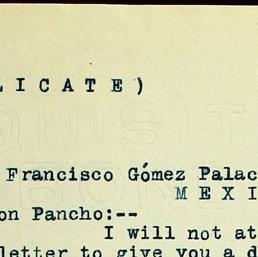 LICATE)
Francisco Gómez Palac
MEXI
on Pancho:--
I will not at
letter to give you a d